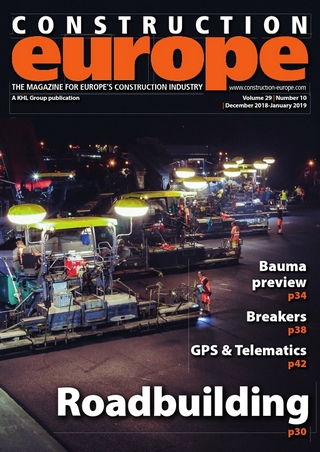 CONSTRUCTION
europe
THE MAGAZINE FOR EUROPE'S CONSTRUCTION INDUSTRY
www.construction-europe.com
A KHL Group publication
Volume 29 | Number 10
| December 2018-January 2019
Bauma
preview
p34
Breakers
p38
GPS & Telematics
p42
Roadbuilding
p30